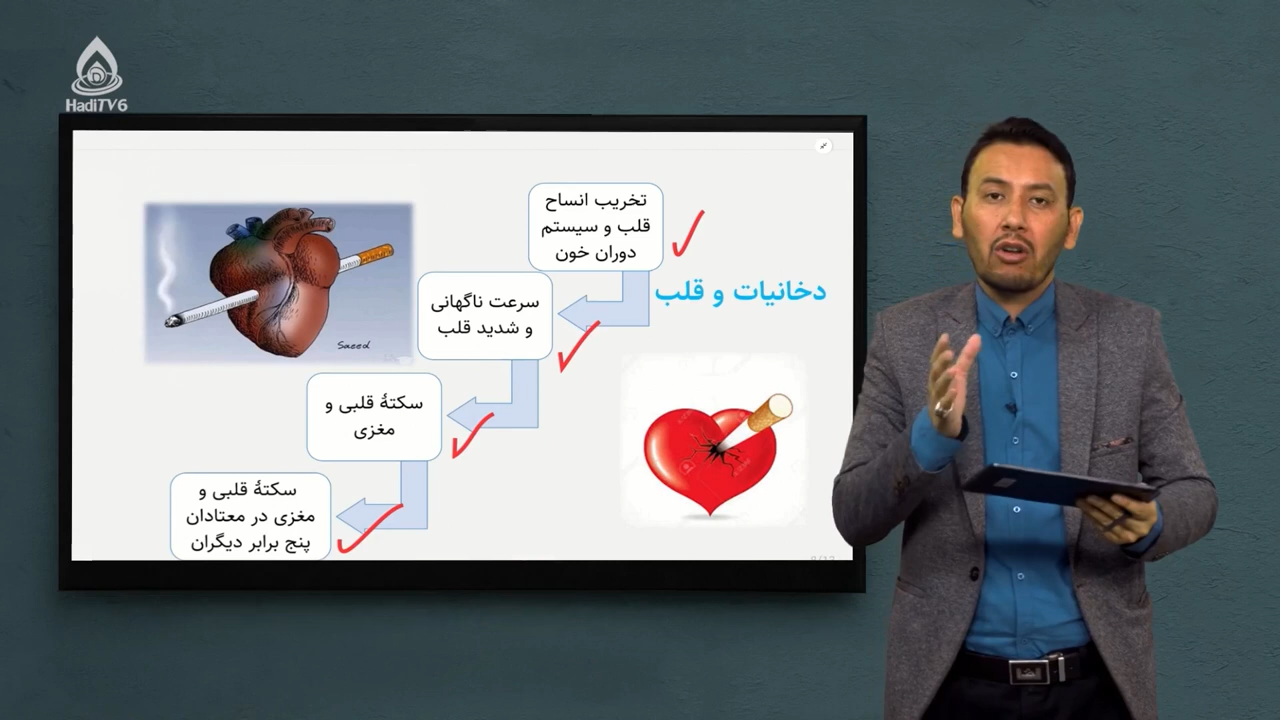 HadiTV6
تخریب انساح
قلب و سیستم
دوران خون
دخانیات و قلب
سرعت ناگهانی
و شدید قلب
سکتهٔ قلبی و
مغزی
سکتهٔ قلبی و
مغزی در معتادان
پنج برابر دیگران
Saeed